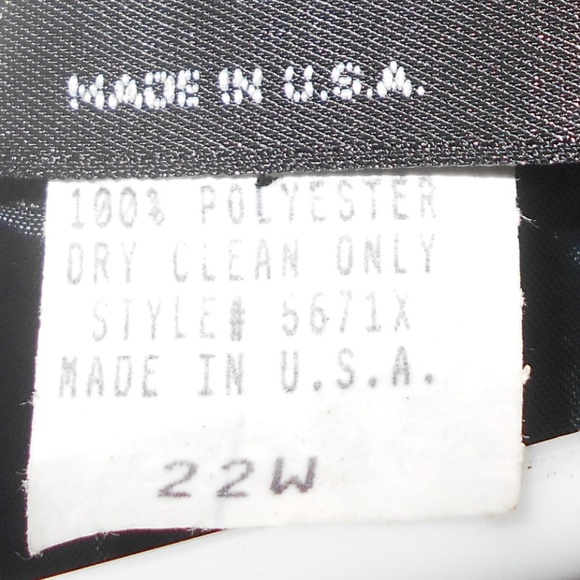 MADE IN U.S.A.
100% POLYESTER
DRY CLEAN ONLY
STYLE# 5671X
MADE IN U.S.A.
22W